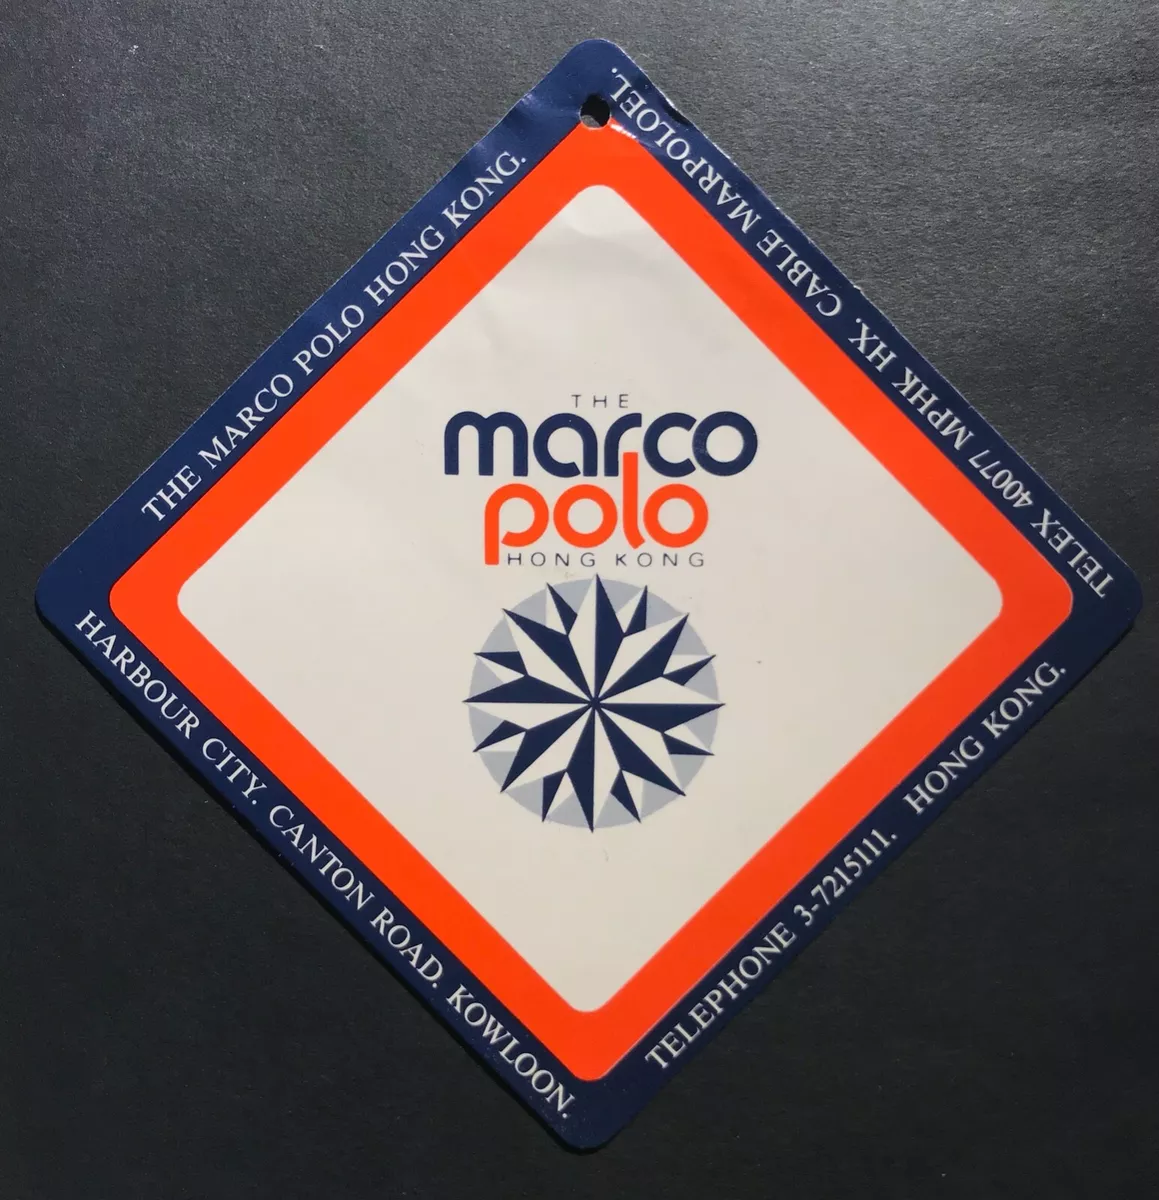 THE MARCO POLO HONG KONG.
HARBOUR CITY. CANTON ROAD. KOWLOON.
TELEPHONE 3-7215111. HONG KONG.
TELEX 40077 MPHK HX. CABLE MARPOLOEL.
THE
marco
polo
HONG KONG